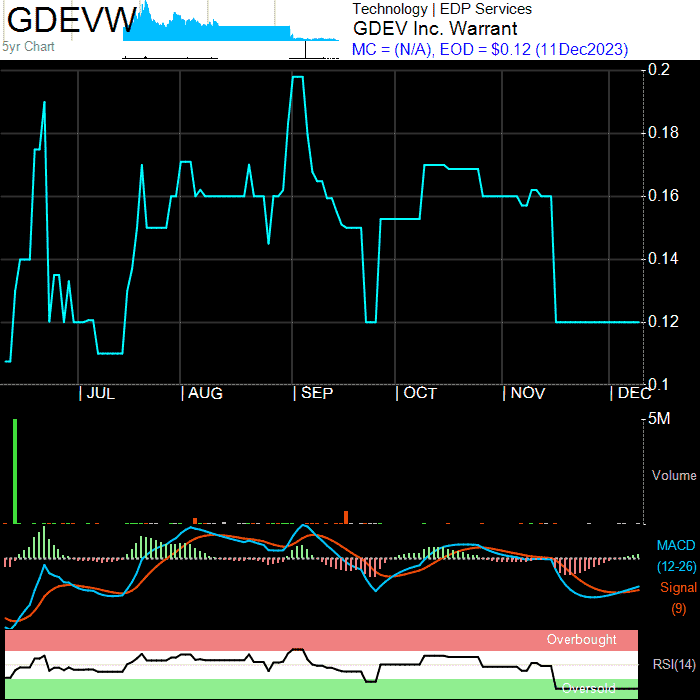 GDEVW
5yr Chart
Technology | EDP Services
GDEV Inc. Warrant
MC = (N/A), EOD = $0.12 (11Dec2023)
0.2
0.18
0.16
0.14
0.12
0.1
| JUL | AUG | SEP | OCT | NOV | DEC
5M
Volume
MACD
(12-26)
Signal
(9)
Overbought
RSI(14)
Oversold